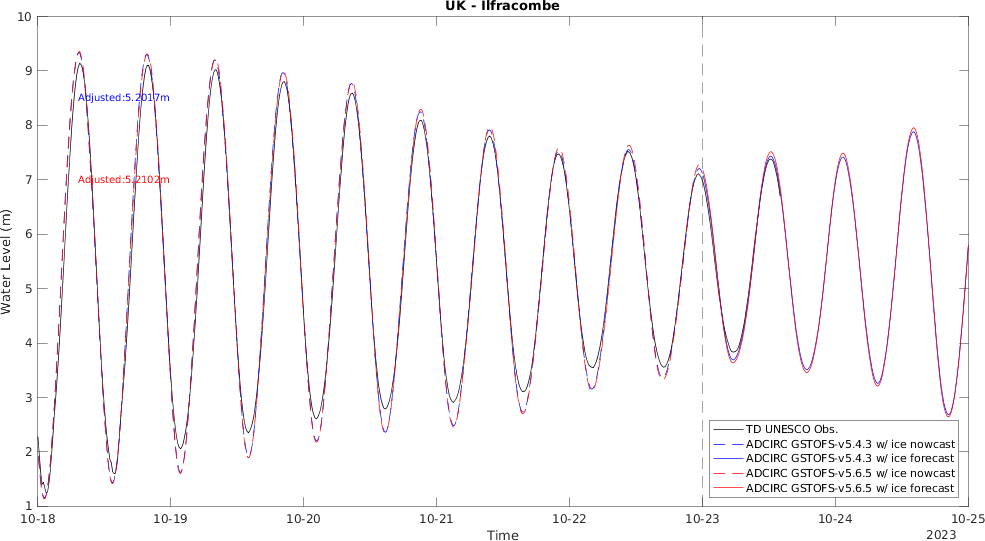 UK - Ilfracombe
10
9
8
7
6
5
4
3
2
1
Water Level (m)
Adjusted:5.2017m
Adjusted:5.2102m
TD UNESCO Obs.
ADCIRC GSTOFS-v5.4.3 w/ ice nowcast
ADCIRC GSTOFS-v5.4.3 w/ ice forecast
ADCIRC GSTOFS-v5.6.5 w/ ice nowcast
ADCIRC GSTOFS-v5.6.5 w/ ice forecast
10-18 10-19 10-20 10-21 10-22 10-23 10-24 10-25
Time
2023